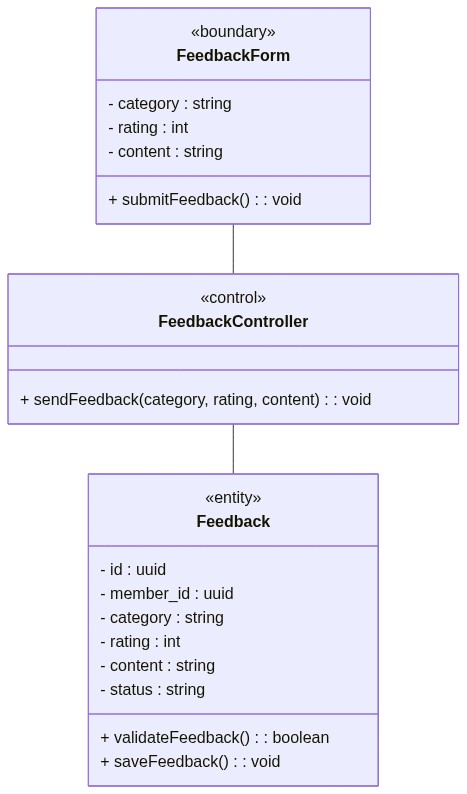 «boundary»
FeedbackForm
- category : string
- rating : int
- content : string
+ submitFeedback() : : void
«control»
FeedbackController
+ sendFeedback(category, rating, content) : : void
«entity»
Feedback
- id : uuid
- member_id : uuid
- category : string
- rating : int
- content : string
- status : string
+ validateFeedback() : : boolean
+ saveFeedback() : : void